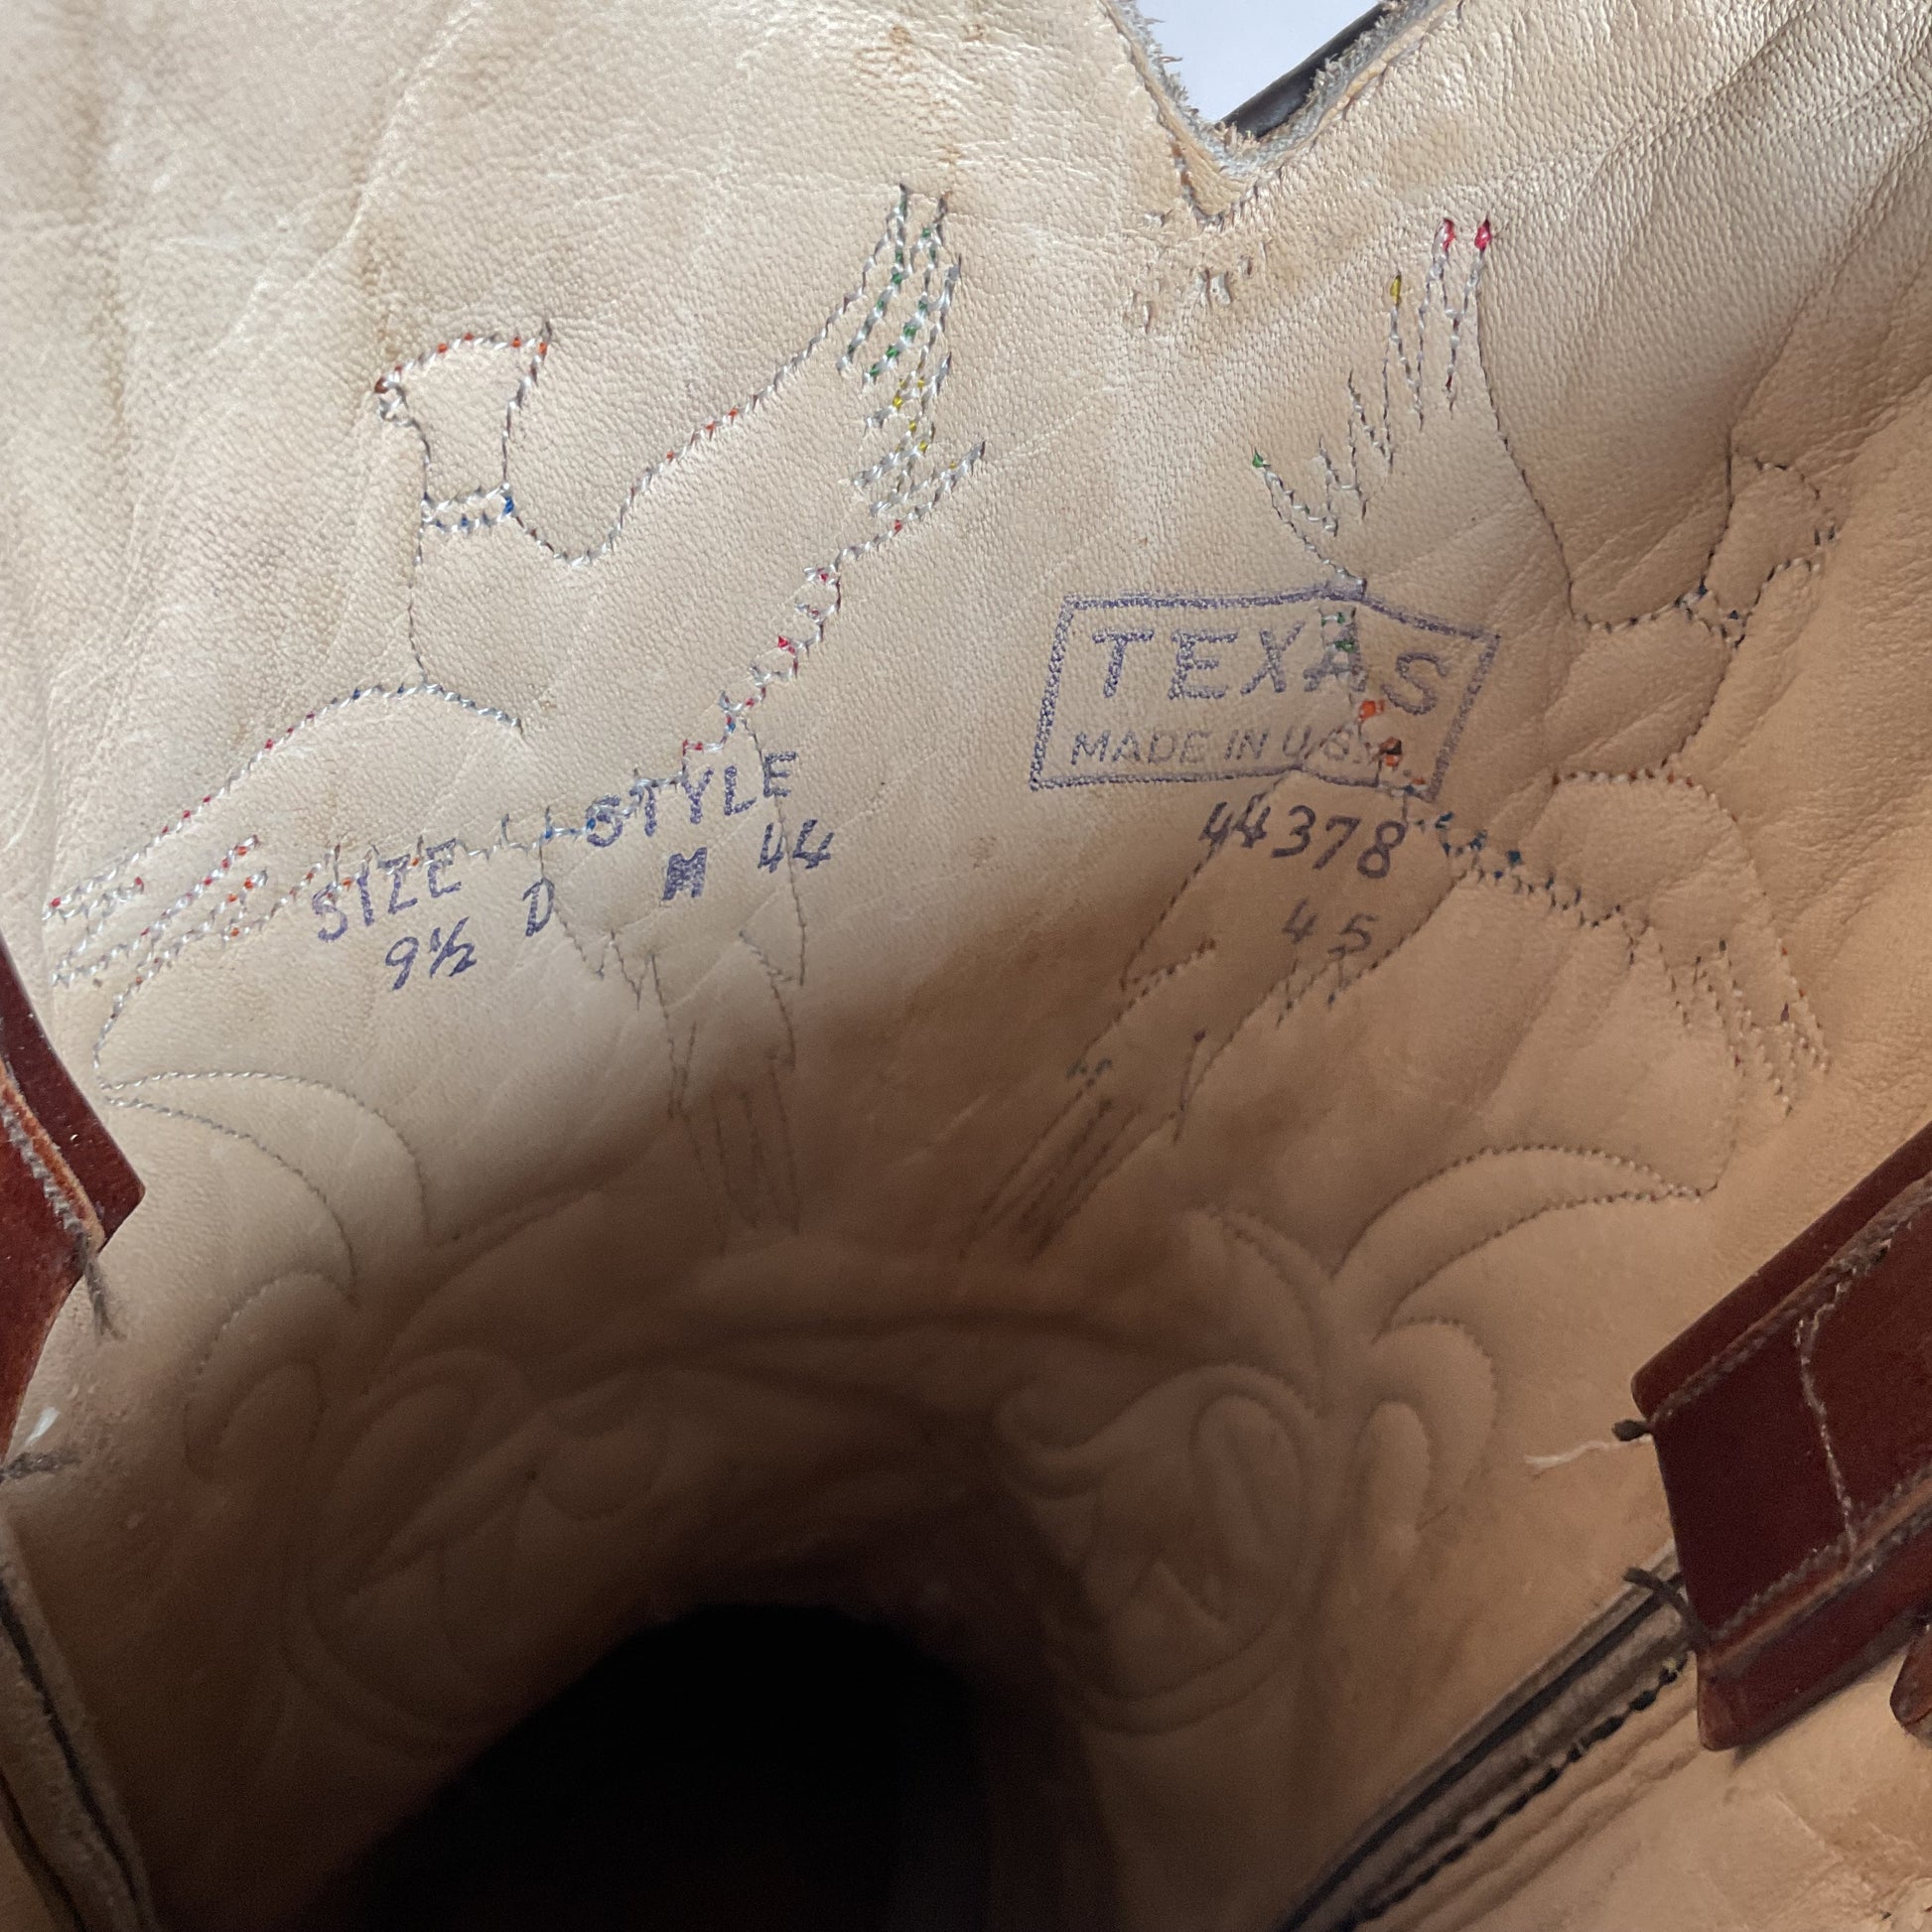 TEXAS
MADE IN U.S.A.
SIZE STYLE
9½ D M 44
44378
45